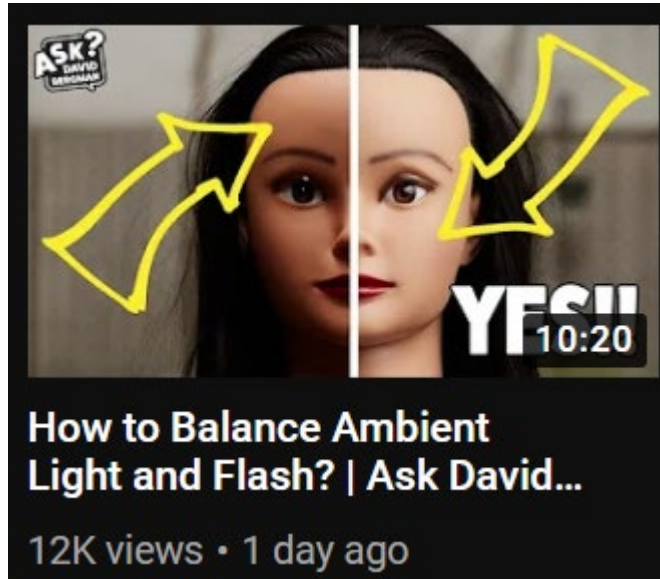 ASK?
DAVID
BERGMAN
YES!!
10:20
How to Balance Ambient
Light and Flash? | Ask David...
12K views • 1 day ago